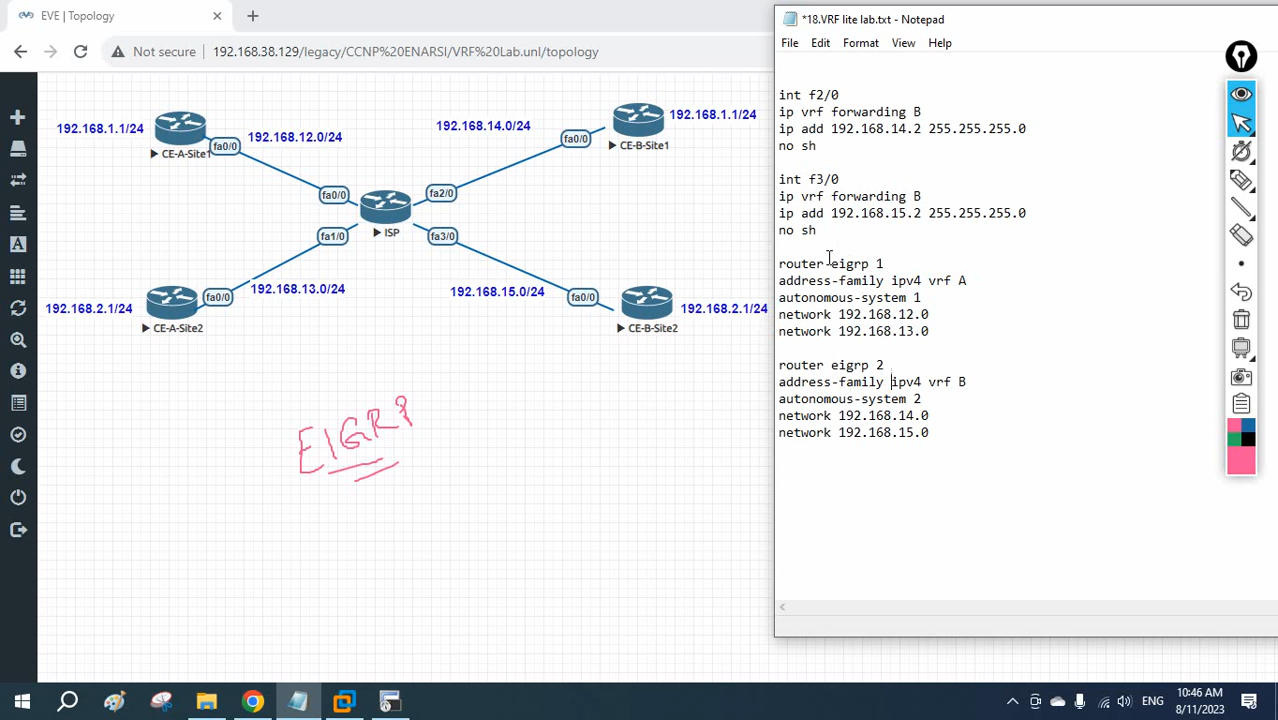 EVE | Topology
Not secure
192.168.38.129/legacy/CCNP%20ENARSI/VRF%20Lab.unl/topology
192.168.1.1/24
CE-A-Site1
fa0/0
192.168.12.0/24
192.168.14.0/24
fa0/0
192.168.1.1/24
CE-B-Site1
fa0/0
fa2/0
ISP
fa1/0
fa3/0
192.168.2.1/24
fa0/0
CE-A-Site2
192.168.13.0/24
192.168.15.0/24
fa0/0
192.168.2.1/24
CE-B-Site2
EIGRP
*18.VRF lite lab.txt - Notepad
File Edit Format View Help
int f2/0
ip vrf forwarding B
ip add 192.168.14.2 255.255.255.0
no sh
int f3/0
ip vrf forwarding B
ip add 192.168.15.2 255.255.255.0
no sh
router eigrp 1
address-family ipv4 vrf A
autonomous-system 1
network 192.168.12.0
network 192.168.13.0
router eigrp 2
address-family ipv4 vrf B
autonomous-system 2
network 192.168.14.0
network 192.168.15.0
ENG
10:46 AM
8/11/2023